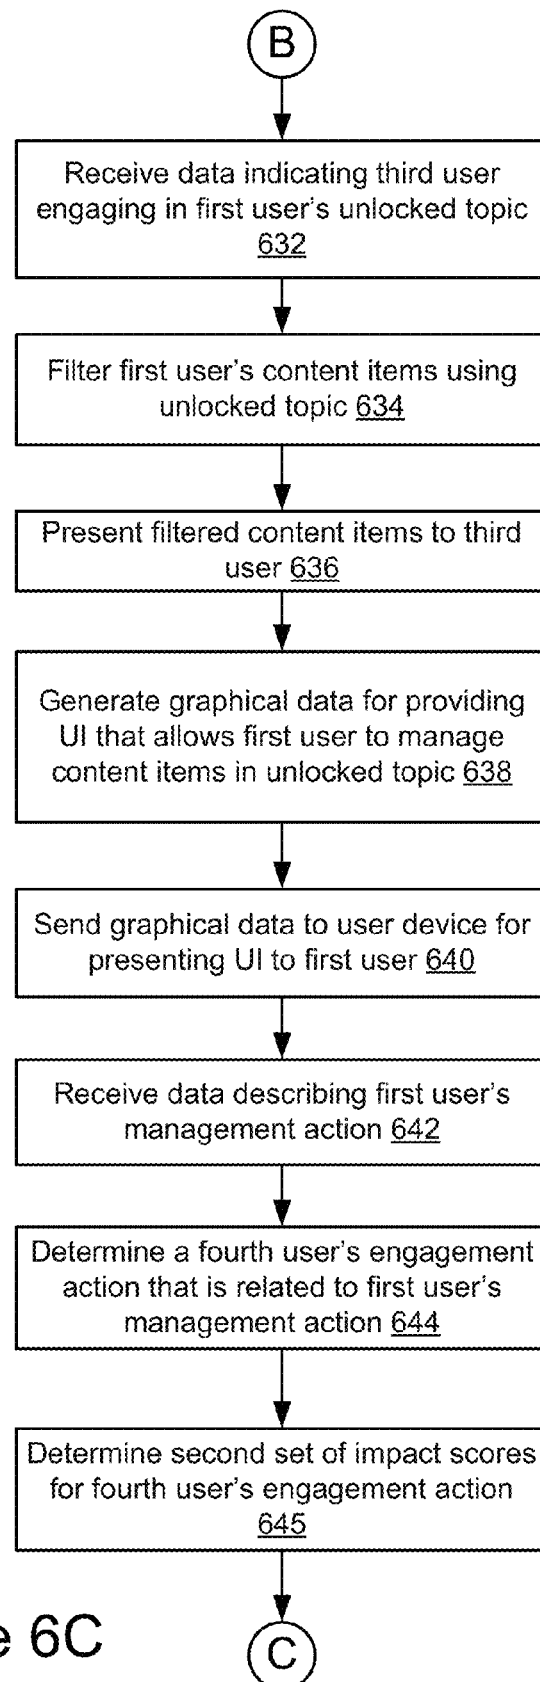 B
Receive data indicating third user
engaging in first user's unlocked topic
632
Filter first user's content items using
unlocked topic 634
Present filtered content items to third
user 636
Generate graphical data for providing
UI that allows first user to manage
content items in unlocked topic 638
Send graphical data to user device for
presenting UI to first user 640
Receive data describing first user's
management action 642
Determine a fourth user's engagement
action that is related to first user's
management action 644
Determine second set of impact scores
for fourth user's engagement action
645
e 6C
C